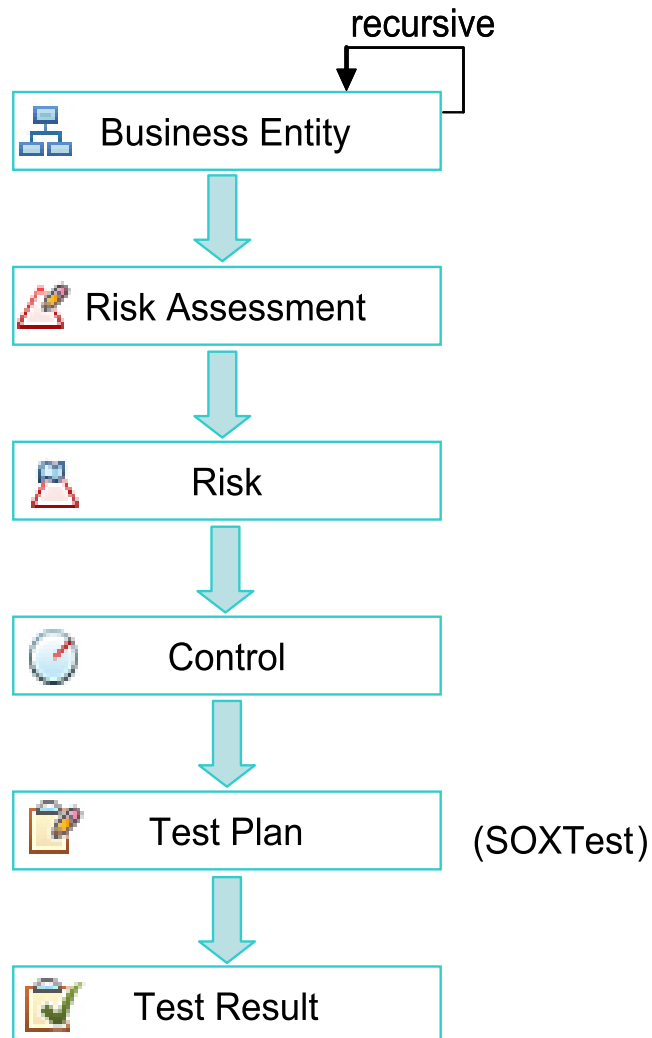 recursive
Business Entity
Risk Assessment
Risk
Control
Test Plan
(SOXTest)
Test Result